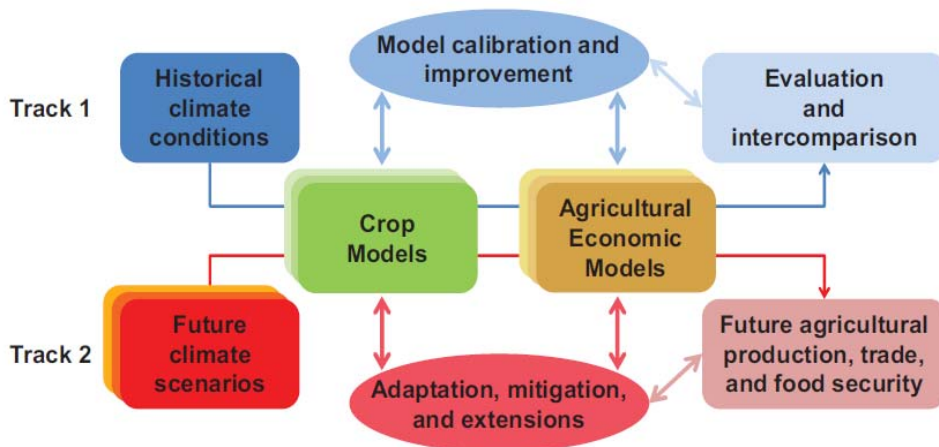 Track 1
Historical
climate
conditions
Model calibration and
improvement
Evaluation
and
intercomparison
Crop
Models
Agricultural
Economic
Models
Track 2
Future
climate
scenarios
Adaptation, mitigation,
and extensions
Future agricultural
production, trade,
and food security